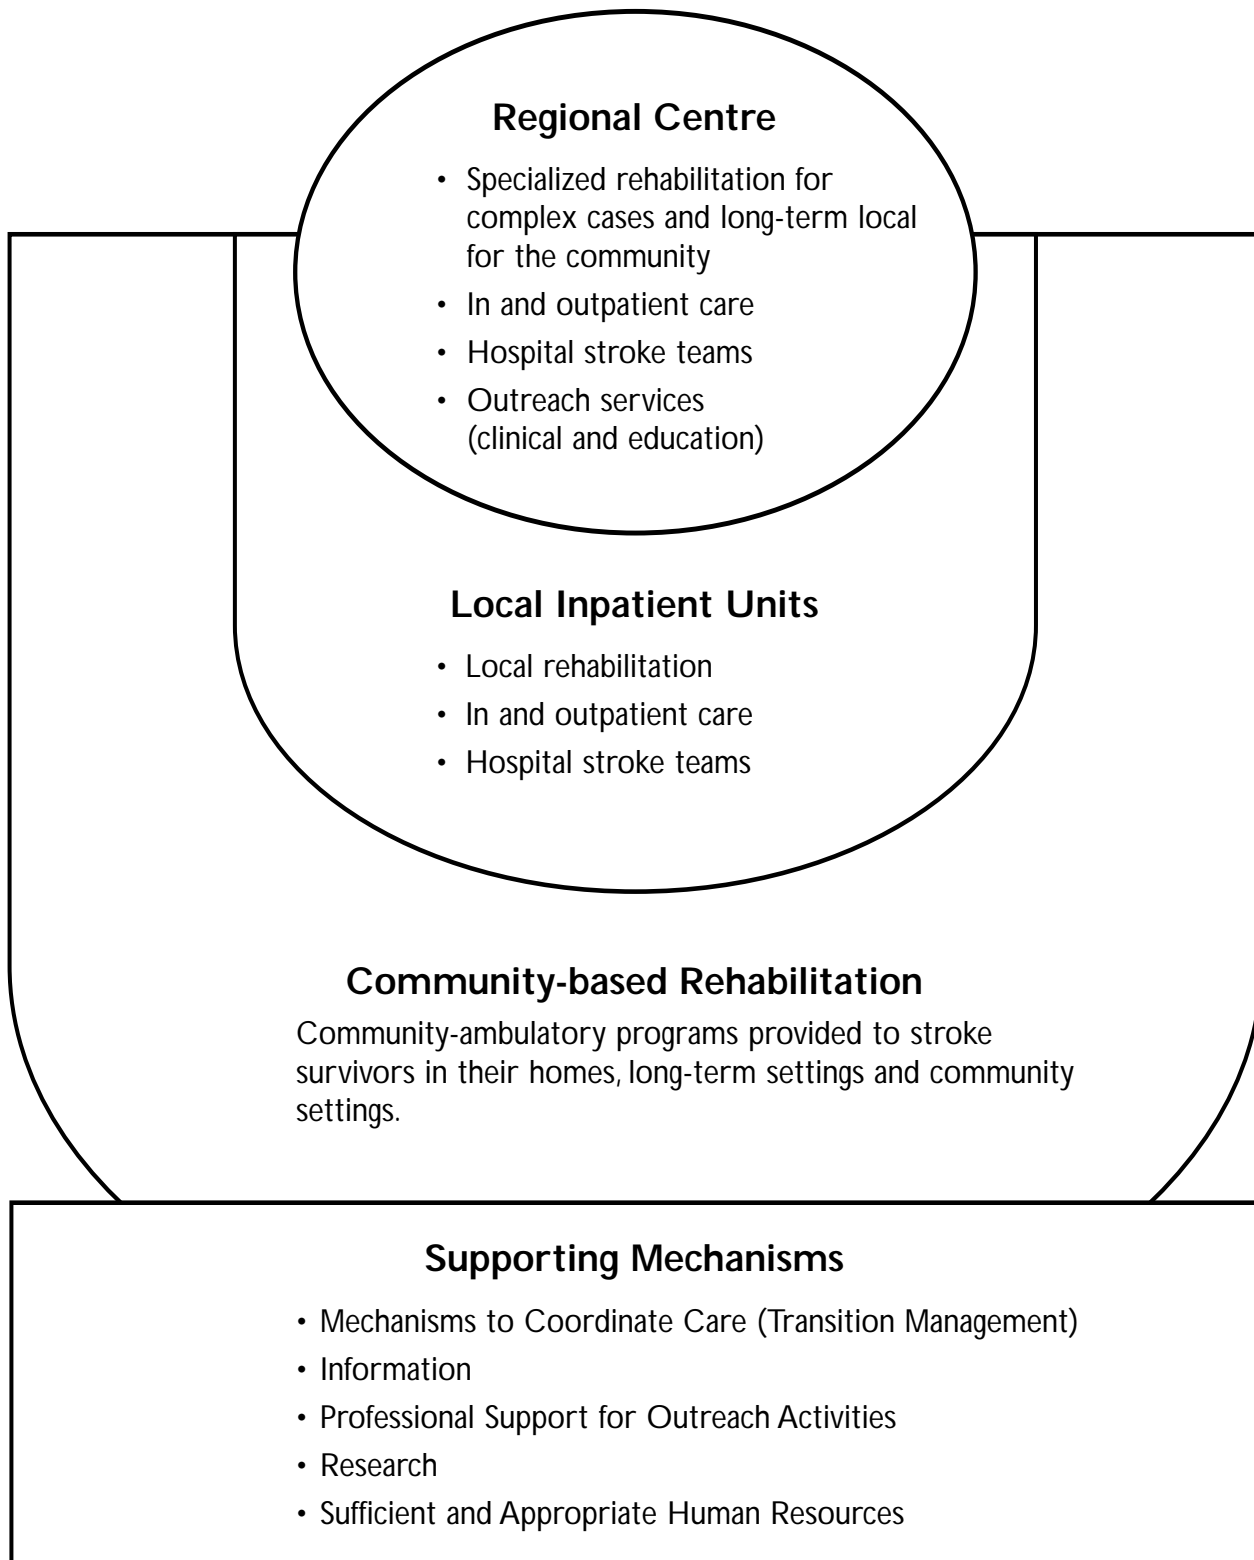 Regional Centre
• Specialized rehabilitation for
complex cases and long-term local
for the community
• In and outpatient care
• Hospital stroke teams
• Outreach services
(clinical and education)
Local Inpatient Units
• Local rehabilitation
• In and outpatient care
• Hospital stroke teams
Community-based Rehabilitation
Community-ambulatory programs provided to stroke
survivors in their homes, long-term settings and community
settings.
Supporting Mechanisms
• Mechanisms to Coordinate Care (Transition Management)
• Information
• Professional Support for Outreach Activities
• Research
• Sufficient and Appropriate Human Resources